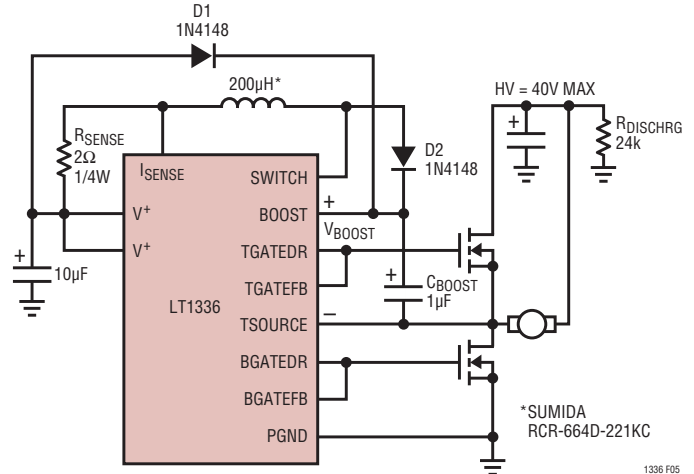 D1
1N4148
200µH*
HV = 40V MAX
+
RSENSE
2Ω
1/4W
RDISCHRG
24k
D2
1N4148
ISENSE
SWITCH
V+
BOOST
+
VBOOST
V+
TGATEDR
+
10µF
TGATEFB
+
CBOOST
1µF
LT1336
TSOURCE
–
BGATEDR
BGATEFB
*SUMIDA
RCR-664D-221KC
PGND
1336 F05